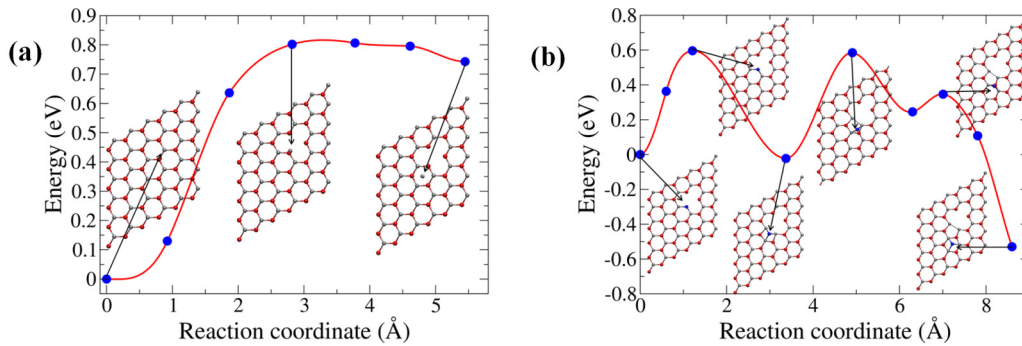 (a)
Energy (eV)
0.9
0.8
0.7
0.6
0.5
0.4
0.3
0.2
0.1
0
0 1 2 3 4 5
Reaction coordinate (Å)
(b)
Energy (eV)
0.8
0.6
0.4
0.2
0
-0.2
-0.4
-0.6
-0.8
0 2 4 6 8
Reaction coordinate (Å)